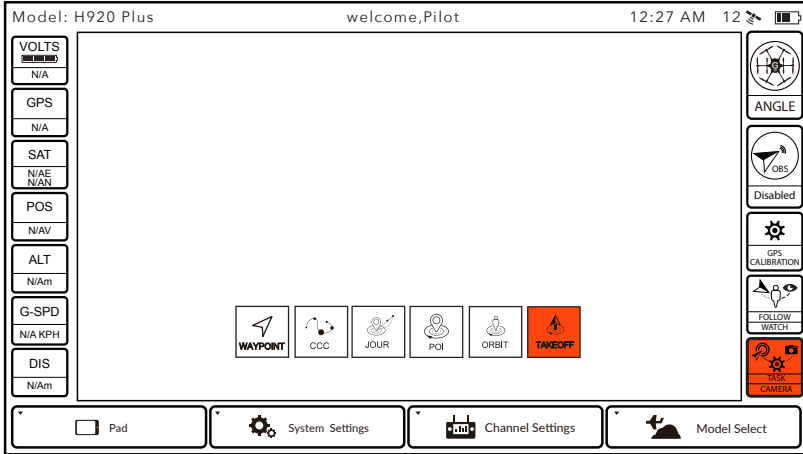 Model: H920 Plus welcome,Pilot 12:27 AM 12
VOLTS
N/A
GPS
N/A
SAT
N/AE
N/AN
POS
N/AV
ALT
N/Am
G-SPD
N/A KPH
DIS
N/Am
WAYPOINT
CCC
JOUR
POI
ORBIT
TAKEOFF
G
ANGLE
OBS
Disabled
GPS
CALIBRATION
FOLLOW
WATCH
TASK
CAMERA
Pad
System Settings
Channel Settings
Model Select